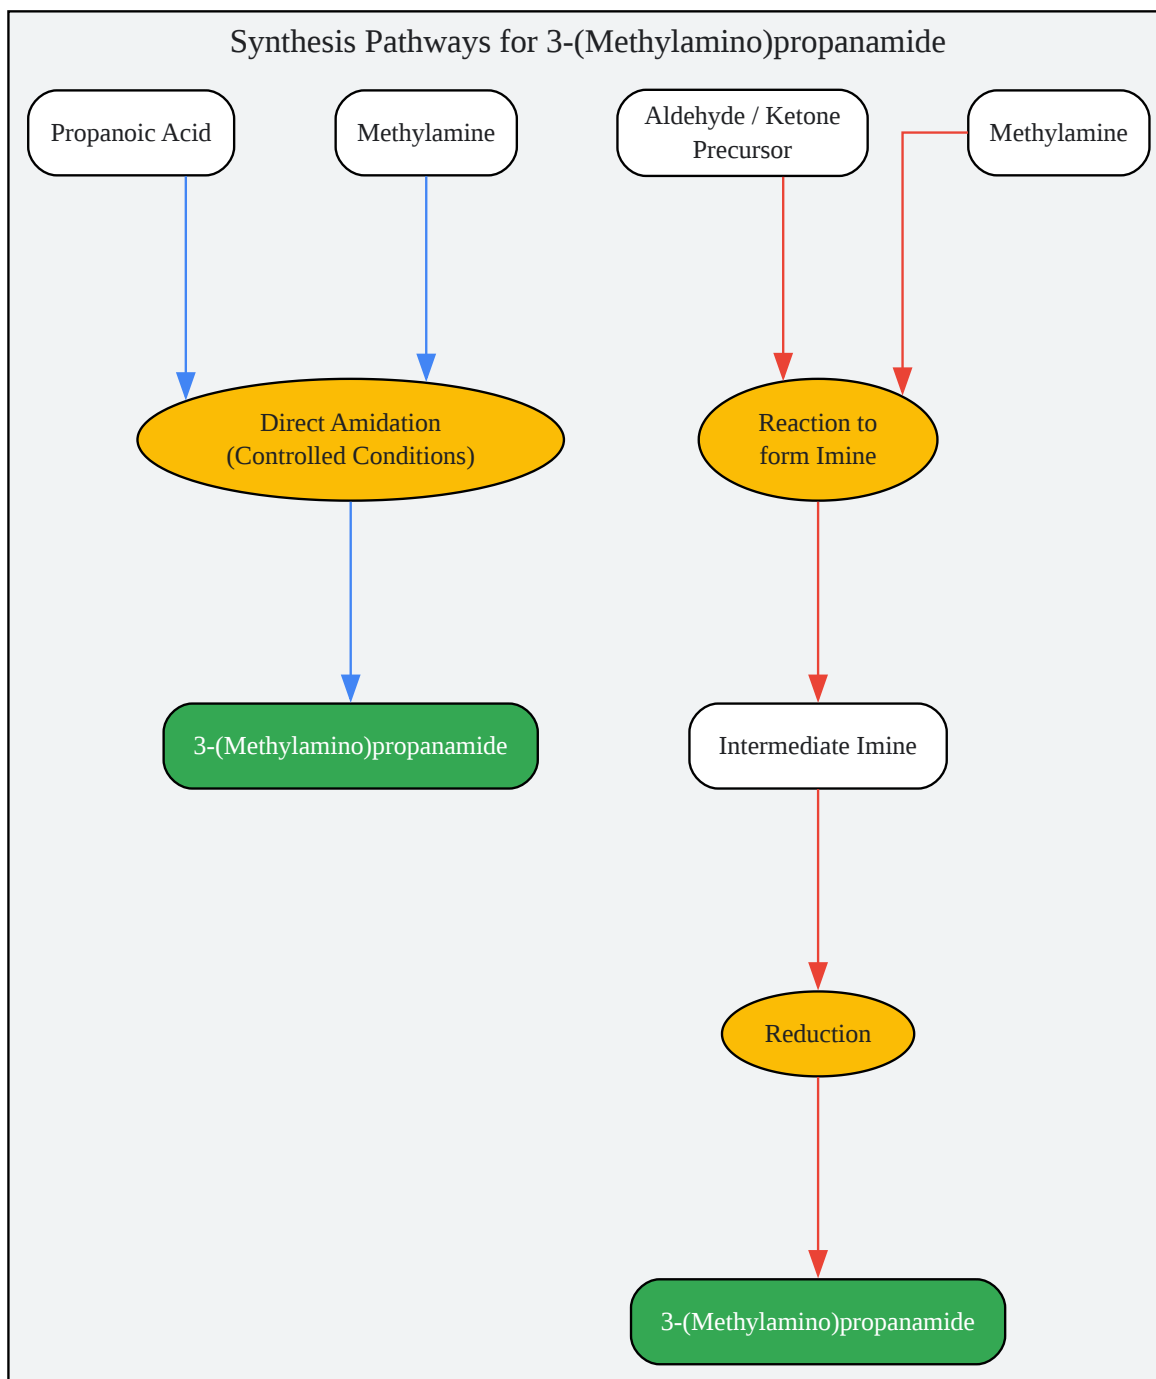 Synthesis Pathways for 3-(Methylamino)propanamide
Propanoic Acid
Methylamine
Aldehyde / Ketone
Precursor
Methylamine
Direct Amidation
(Controlled Conditions)
Reaction to
form Imine
3-(Methylamino)propanamide
Intermediate Imine
Reduction
3-(Methylamino)propanamide